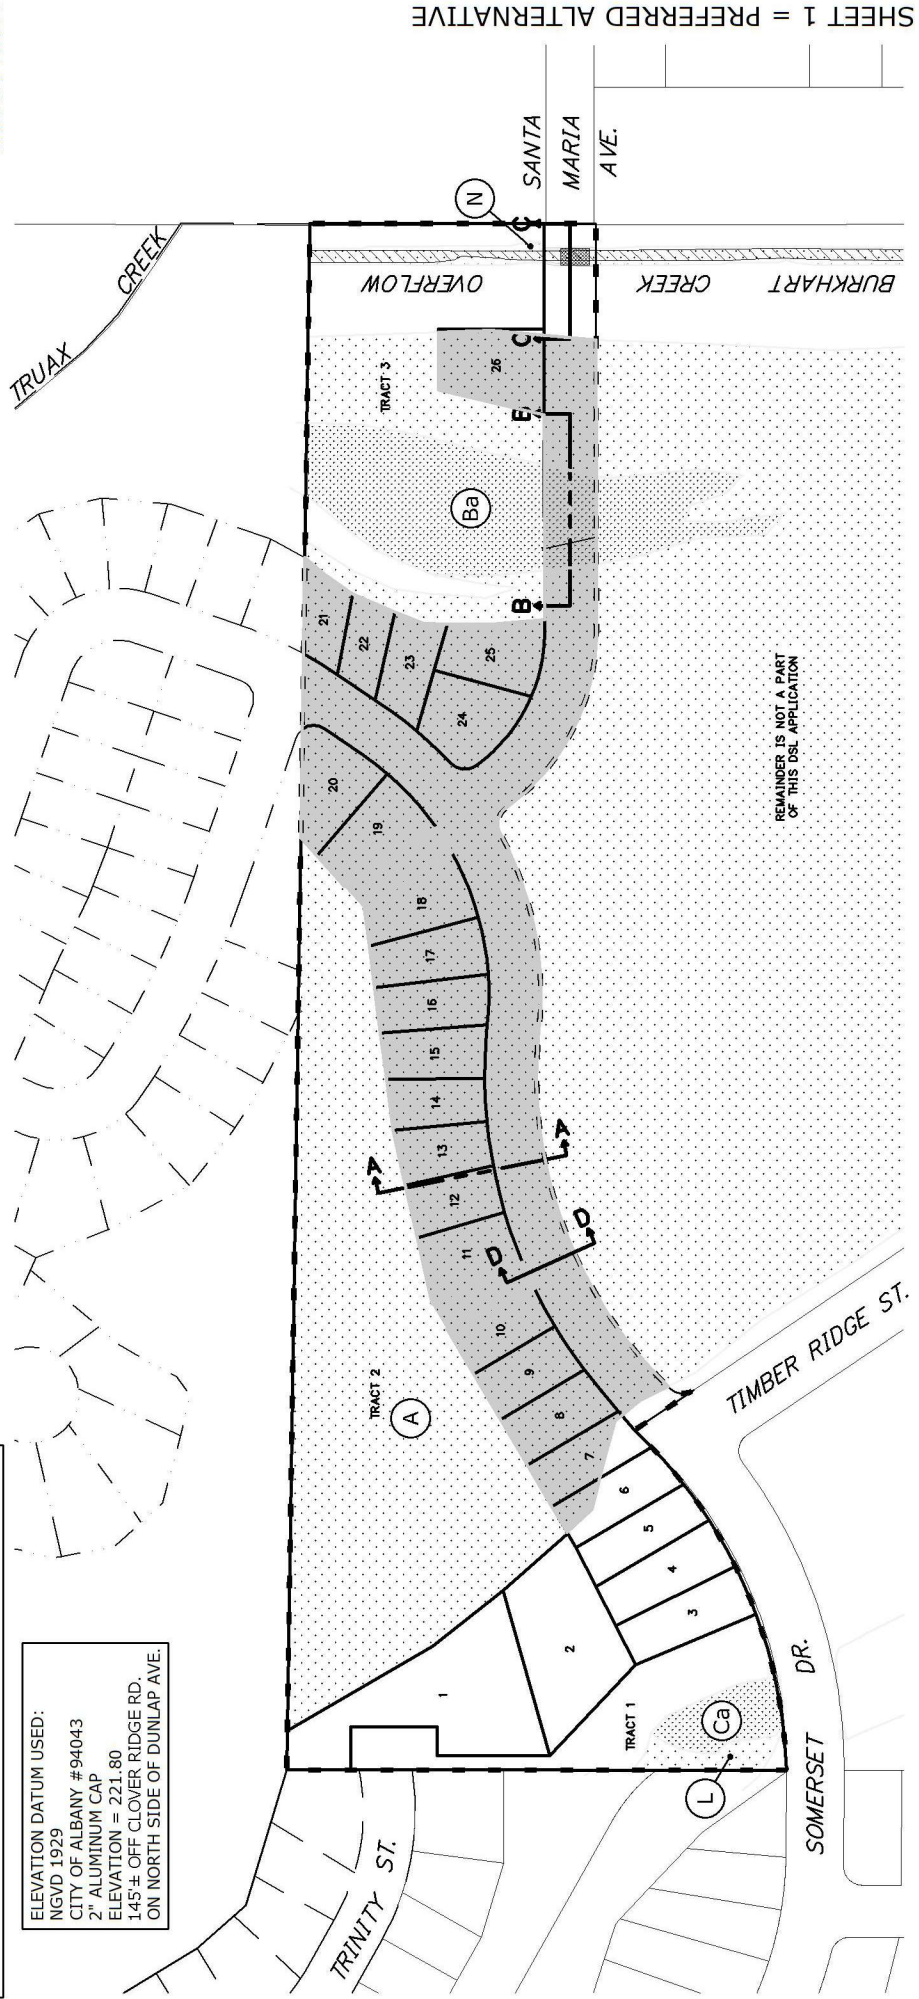 SHEET 1 = PREFERRED ALTERNATIVE
ELEVATION DATUM USED:
NGVD 1929
CITY OF ALBANY #94043
2" ALUMINUM CAP
ELEVATION = 221.80
145'± OFF CLOVER RIDGE RD.
ON NORTH SIDE OF DUNLAP AVE.
TRUAX
CREEK
SANTA
MARIA
AVE.
N
OVERFLOW
CREEK
BURKHART
C
C
B
B
TRACT 3
26
Ba
21
22
23
24
25
20
19
18
17
16
15
14
13
12
11
10
9
8
7
6
5
4
3
2
1
A
A
D
D
TRACT 2
A
TRACT 1
Ca
L
REMAINDER IS NOT A PART
OF THIS DSL APPLICATION
TIMBER RIDGE ST.
SOMERSET
DR.
TRINITY ST.